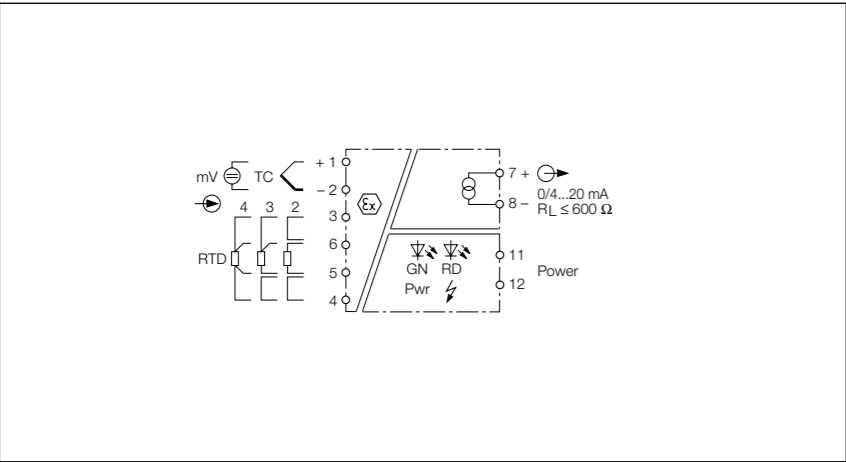 mV TC + 1
– 2
4 3 2 3
6
RTD 5
4
Ex
7 +
8 –
0/4...20 mA
RL ≤ 600 Ω
GN RD
Pwr
11
12
Power